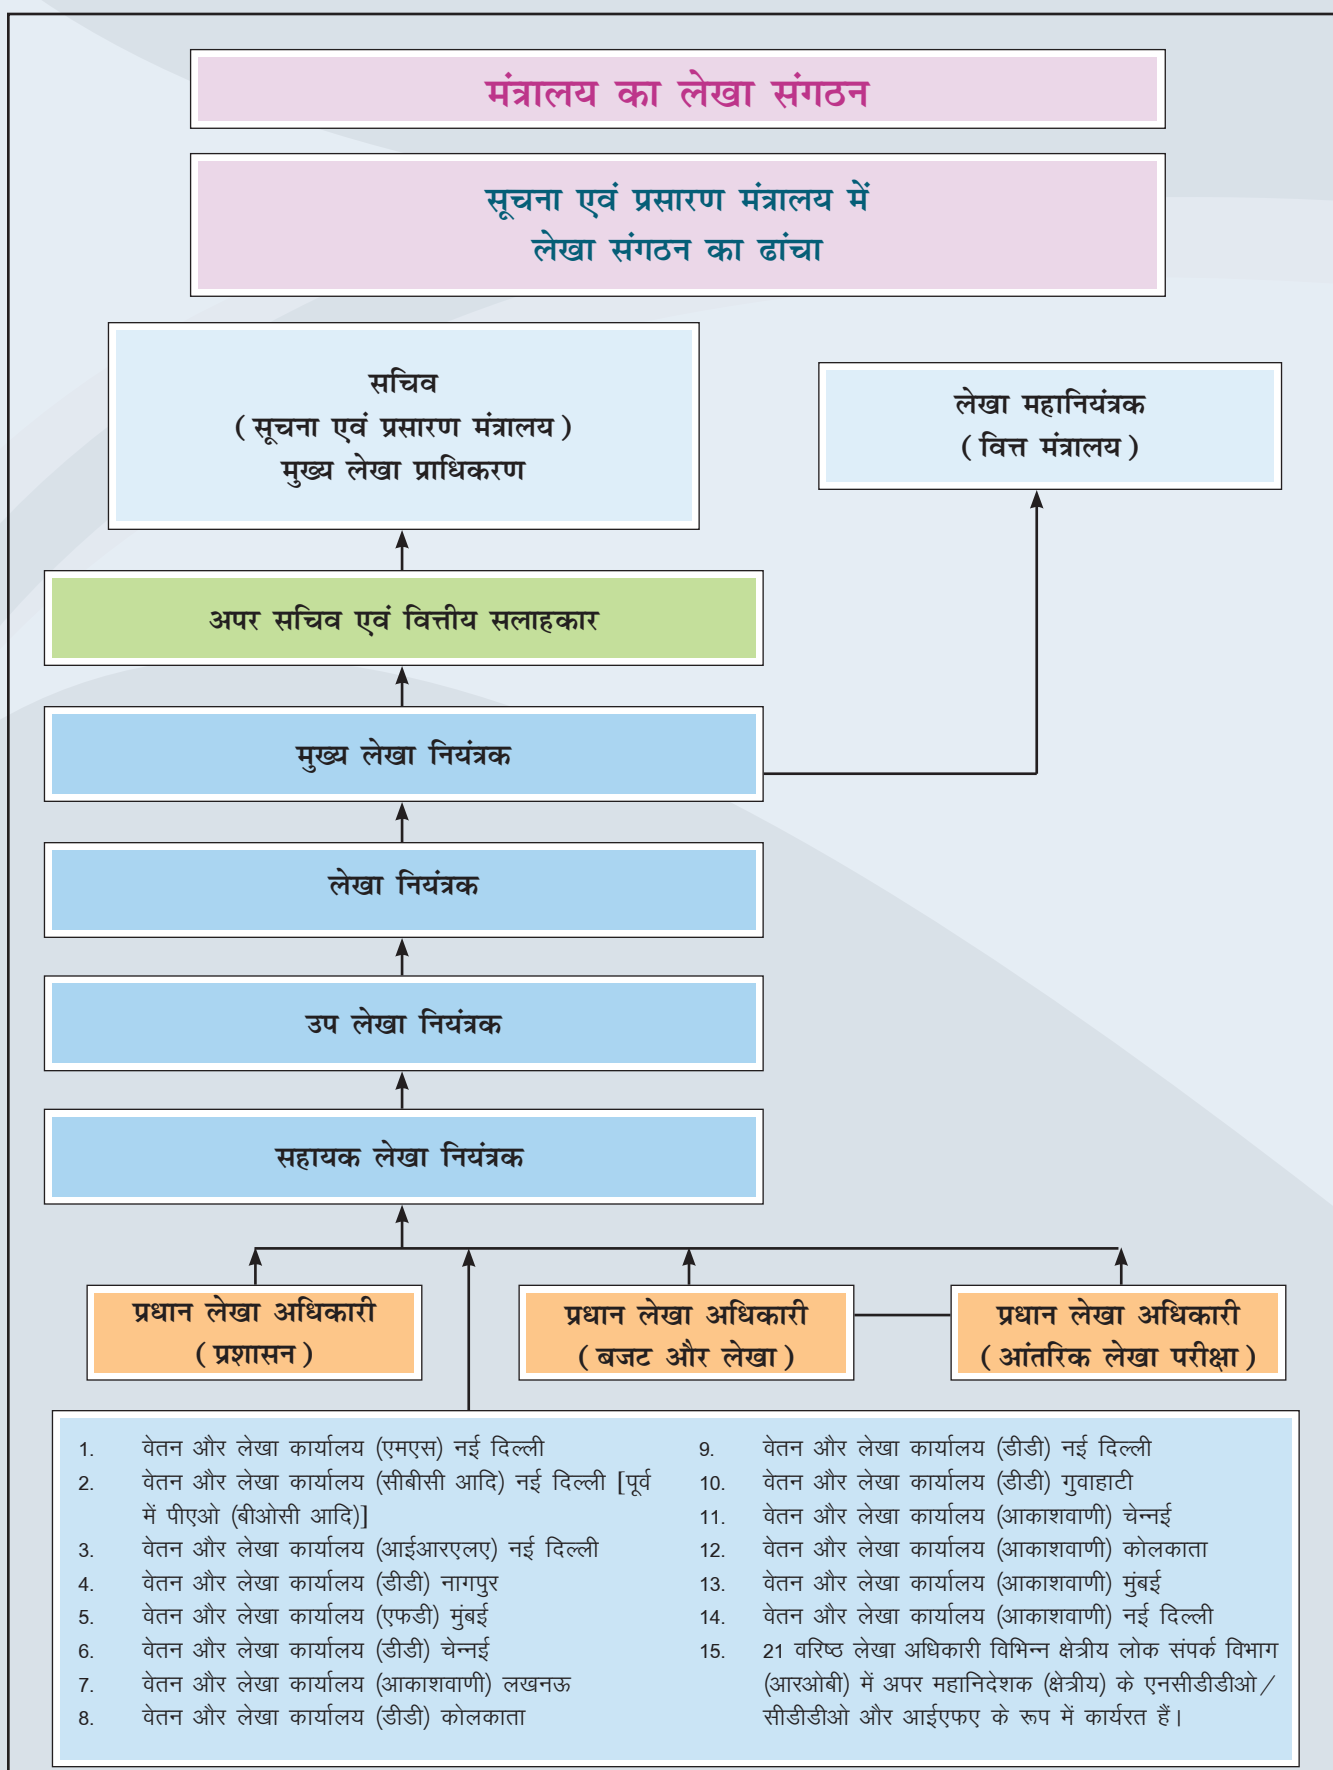 मंत्रालय का लेखा संगठन
सूचना एवं प्रसारण मंत्रालय में
लेखा संगठन का ढांचा
सचिव
(सूचना एवं प्रसारण मंत्रालय)
मुख्य लेखा प्राधिकरण
लेखा महानियंत्रक
(वित्त मंत्रालय)
अपर सचिव एवं वित्तीय सलाहकार
मुख्य लेखा नियंत्रक
लेखा नियंत्रक
उप लेखा नियंत्रक
सहायक लेखा नियंत्रक
प्रधान लेखा अधिकारी
(प्रशासन)
प्रधान लेखा अधिकारी
(बजट और लेखा)
प्रधान लेखा अधिकारी
(आंतरिक लेखा परीक्षा)
1. वेतन और लेखा कार्यालय (एमएस) नई दिल्ली
2. वेतन और लेखा कार्यालय (सीबीसी आदि) नई दिल्ली [पूर्व
में पीएओ (बीओसी आदि)]
3. वेतन और लेखा कार्यालय (आईआरएलए) नई दिल्ली
4. वेतन और लेखा कार्यालय (डीडी) नागपुर
5. वेतन और लेखा कार्यालय (एफडी) मुंबई
6. वेतन और लेखा कार्यालय (डीडी) चेन्नई
7. वेतन और लेखा कार्यालय (आकाशवाणी) लखनऊ
8. वेतन और लेखा कार्यालय (डीडी) कोलकाता
9. वेतन और लेखा कार्यालय (डीडी) नई दिल्ली
10. वेतन और लेखा कार्यालय (डीडी) गुवाहाटी
11. वेतन और लेखा कार्यालय (आकाशवाणी) चेन्नई
12. वेतन और लेखा कार्यालय (आकाशवाणी) कोलकाता
13. वेतन और लेखा कार्यालय (आकाशवाणी) मुंबई
14. वेतन और लेखा कार्यालय (आकाशवाणी) नई दिल्ली
15. 21 वरिष्ठ लेखा अधिकारी विभिन्न क्षेत्रीय लोक संपर्क विभाग
(आरओबी) में अपर महानिदेशक (क्षेत्रीय) के एनसीडीडीओ/
सीडीडीओ और आईएफए के रूप में कार्यरत हैं।